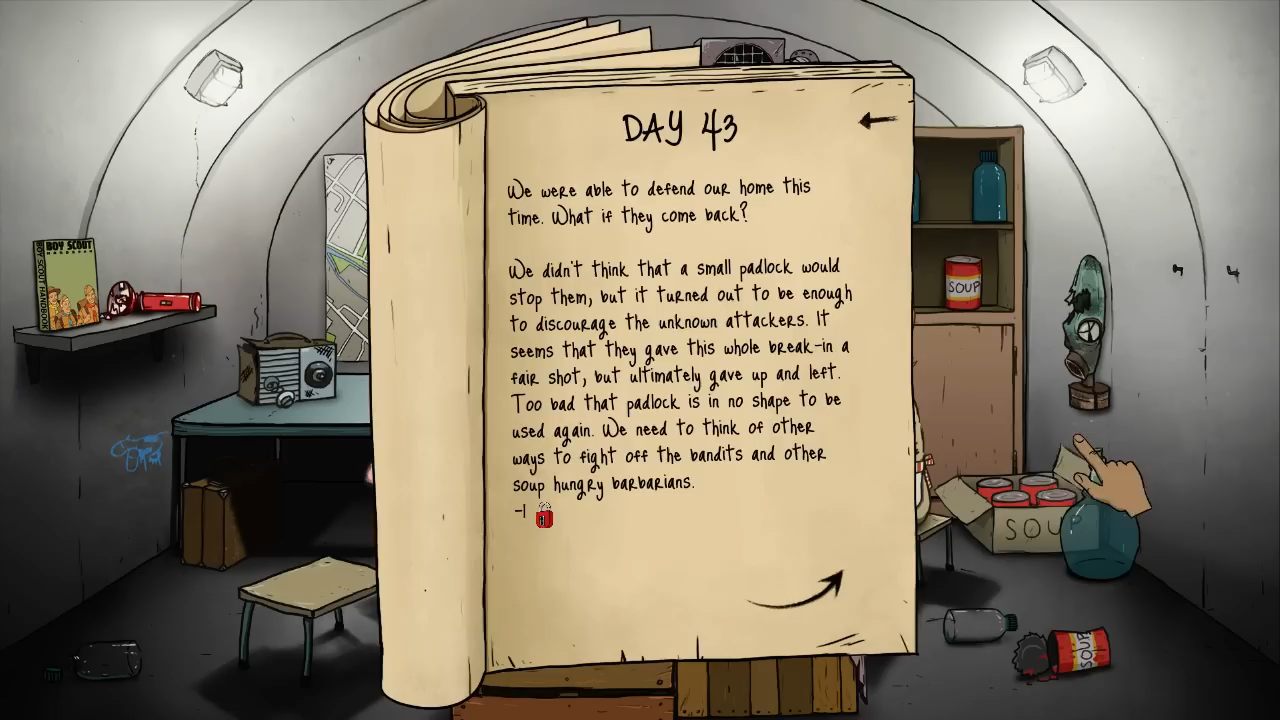 DAY 43
We were able to defend our home this
time. What if they come back?
We didn't think that a small padlock would
stop them, but it turned out to be enough
to discourage the unknown attackers. It
seems that they gave this whole break-in a
fair shot, but ultimately gave up and left.
Too bad that padlock is in no shape to be
used again. We need to think of other
ways to fight off the bandits and other
soup hungry barbarians.
-1
BOY SCOUT
BOY SCOUT HANDBOOK
SOUP
SOU
SOUP